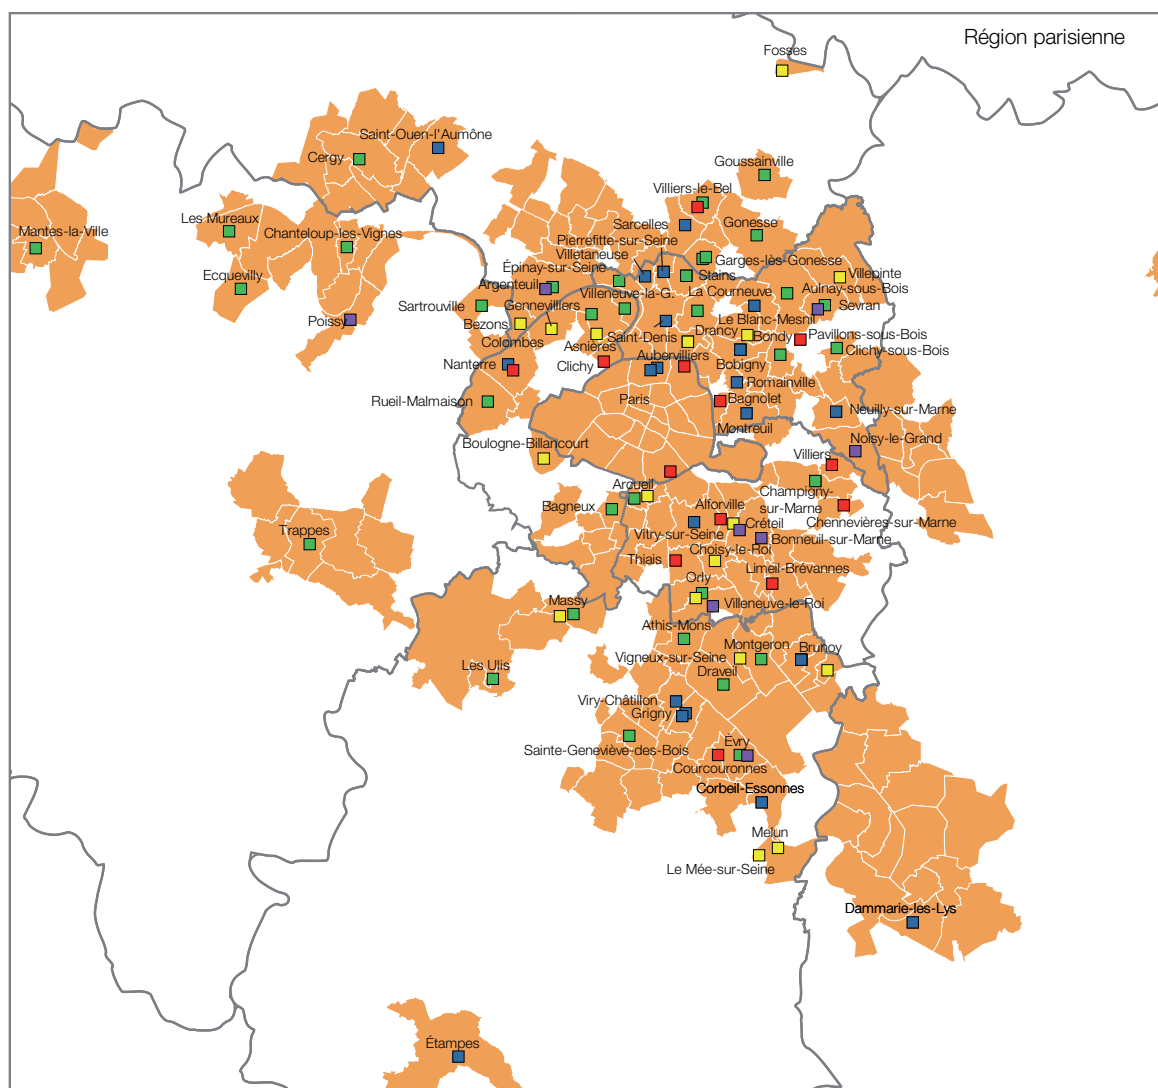 Région parisienne
Fosses
Saint-Ouen-l'Aumône
Cergy
Goussainville
Villiers-le-Bel
Les Mureaux
Mantes-la-Ville
Chanteloup-les-Vignes
Sarcelles
Gonesse
Pierrefitte-sur-Seine
Villetaneuse
Garges-lès-Gonesse
Épinay-sur-Seine
Stains
Villepinte
Ecquevilly
Argenteuil
Villeneuve-la-G.
La Courneuve
Aulnay-sous-Bois
Sartrouville
Gennevilliers
Sevran
Poissy
Bezons
Le Blanc-Mesnil
Colombes
Saint-Denis
Drancy
Bondy
Pavillons-sous-Bois
Asnières
Clichy-sous-Bois
Nanterre
Clichy
Aubervilliers
Bobigny
Romainville
Rueil-Malmaison
Paris
Bagnolet
Neuilly-sur-Marne
Montreuil
Boulogne-Billancourt
Noisy-le-Grand
Villiers
Arcueil
Champigny-
sur-Marne
Bagneux
Alforville
Chennevières-sur-Marne
Créteil
Trappes
Vitry-sur-Seine
Bonneuil-sur-Marne
Choisy-le-Roi
Thiais
Limeil-Brévannes
Orly
Massy
Villeneuve-le-Roi
Athis-Mons
Montgeron
Brunoy
Vigneux-sur-Seine
Les Ulis
Draveil
Viry-Châtillon
Grigny
Évry
Sainte-Geneviève-des-Bois
Courcouronnes
Corbeil-Essonnes
Melun
Le Mée-sur-Seine
Dammarie-les-Lys
Étampes